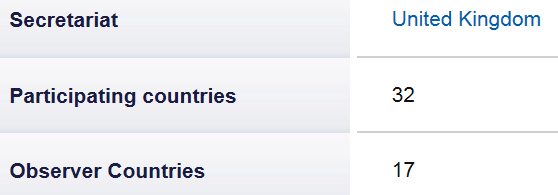 Secretariat United Kingdom
Participating countries 32
Observer Countries 17